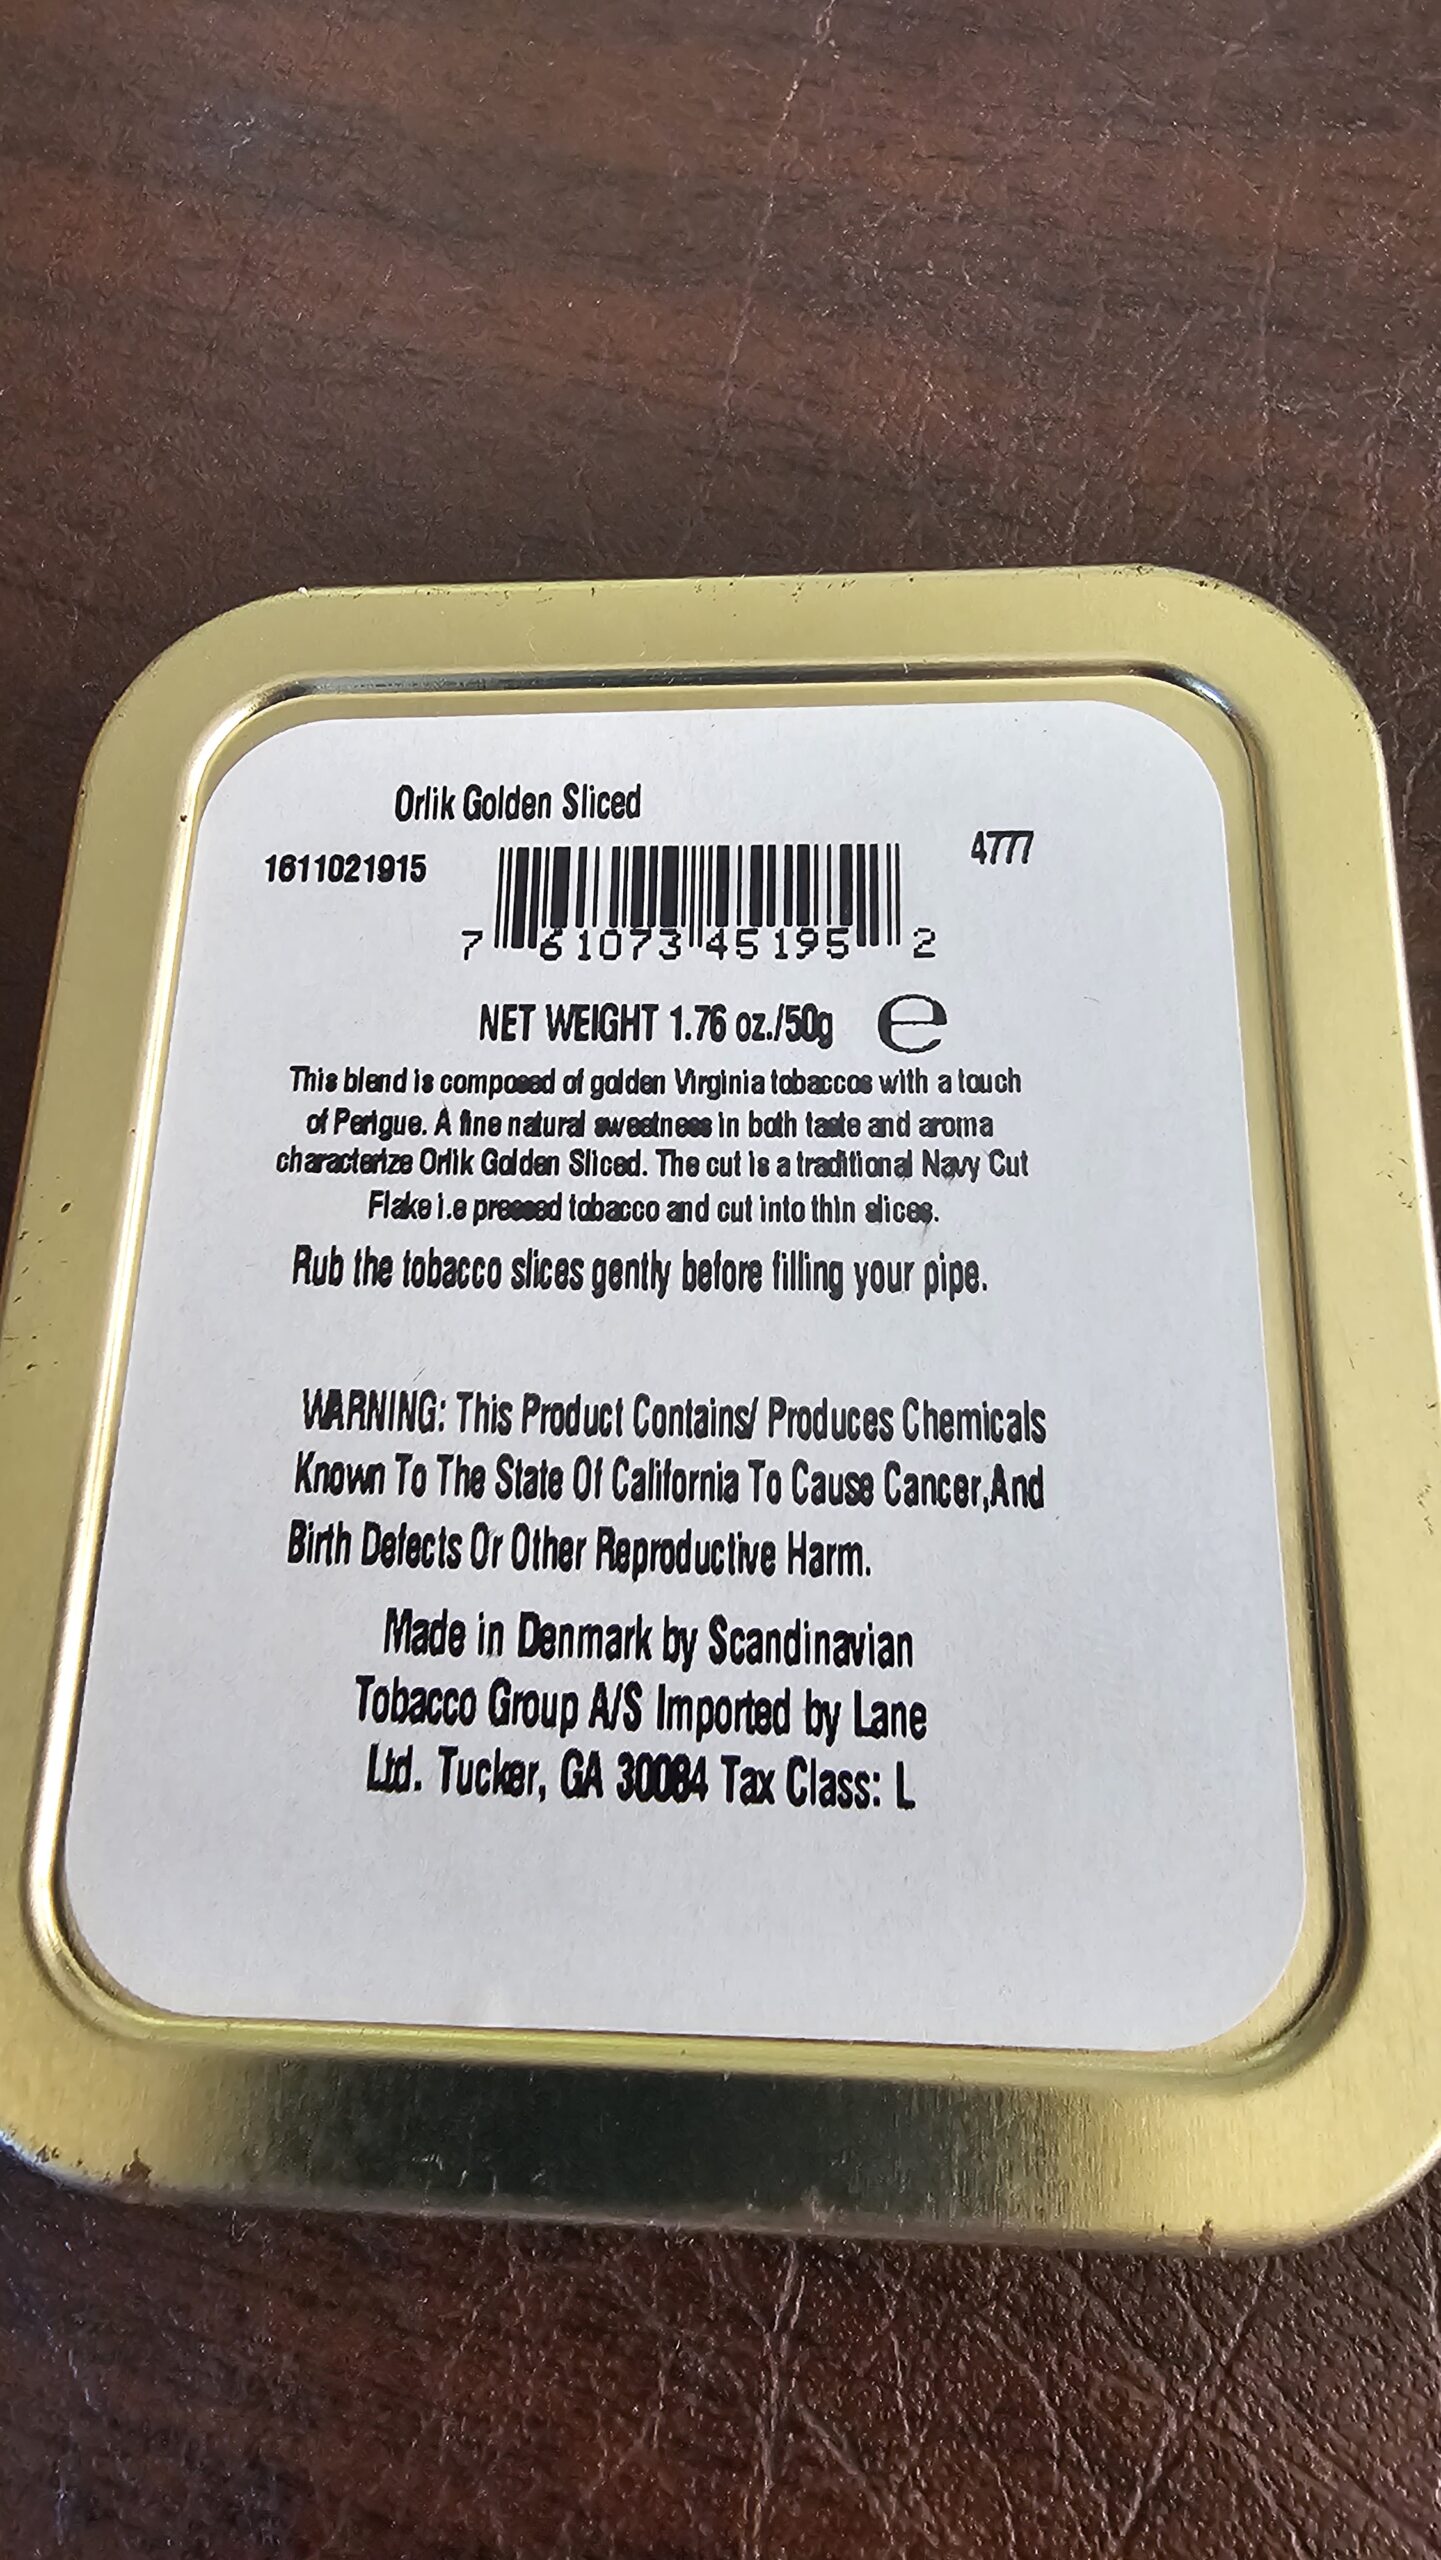 Orlik Golden Sliced
1611021915
4777
7 61073 45195 2
NET WEIGHT 1.76 oz./50g ℮
This blend is composed of golden Virginia tobaccos with a touch
of Perigue. A fine natural sweetness in both taste and aroma
characterize Orlik Golden Sliced. The cut is a traditional Navy Cut
Flake i.e pressed tobacco and cut into thin slices.
Rub the tobacco slices gently before filling your pipe.
WARNING: This Product Contains/ Produces Chemicals
Known To The State Of California To Cause Cancer,And
Birth Defects Or Other Reproductive Harm.
Made in Denmark by Scandinavian
Tobacco Group A/S Imported by Lane
Ltd. Tucker, GA 30084 Tax Class: L